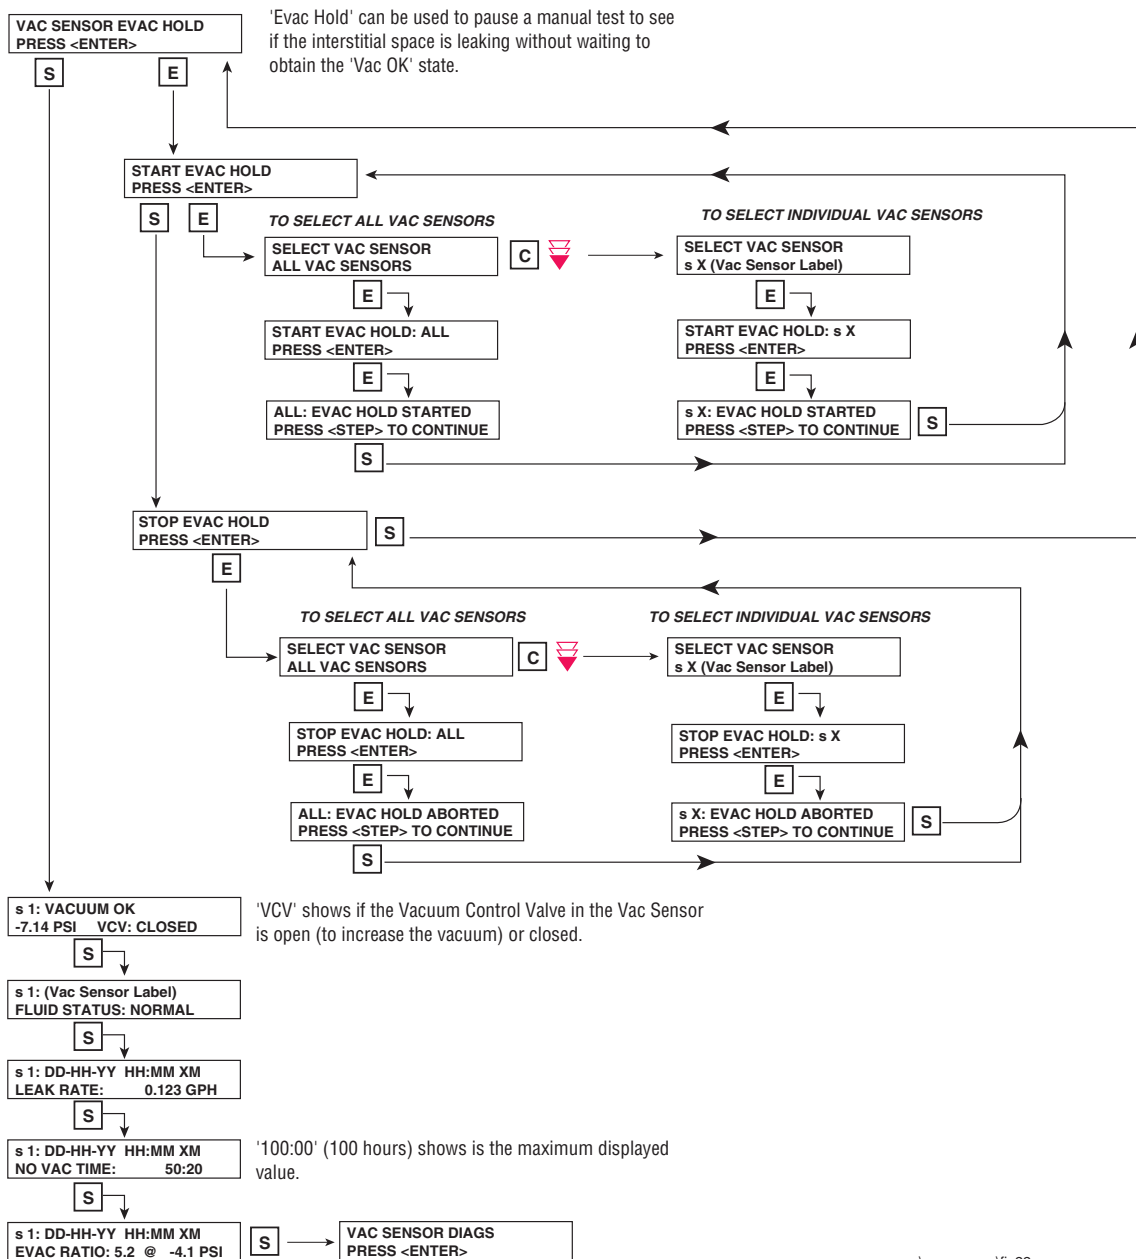 VAC SENSOR EVAC HOLD
PRESS <ENTER>
'Evac Hold' can be used to pause a manual test to see
if the interstitial space is leaking without waiting to
obtain the 'Vac OK' state.
S
E
START EVAC HOLD
PRESS <ENTER>
S
E
TO SELECT ALL VAC SENSORS
TO SELECT INDIVIDUAL VAC SENSORS
SELECT VAC SENSOR
ALL VAC SENSORS
C
SELECT VAC SENSOR
s X (Vac Sensor Label)
E
E
START EVAC HOLD: ALL
PRESS <ENTER>
START EVAC HOLD: s X
PRESS <ENTER>
E
E
ALL: EVAC HOLD STARTED
PRESS <STEP> TO CONTINUE
s X: EVAC HOLD STARTED
PRESS <STEP> TO CONTINUE
S
S
STOP EVAC HOLD
PRESS <ENTER>
S
E
TO SELECT ALL VAC SENSORS
TO SELECT INDIVIDUAL VAC SENSORS
SELECT VAC SENSOR
ALL VAC SENSORS
C
SELECT VAC SENSOR
s X (Vac Sensor Label)
E
E
STOP EVAC HOLD: ALL
PRESS <ENTER>
STOP EVAC HOLD: s X
PRESS <ENTER>
E
E
ALL: EVAC HOLD ABORTED
PRESS <STEP> TO CONTINUE
s X: EVAC HOLD ABORTED
PRESS <STEP> TO CONTINUE
S
S
s 1: VACUUM OK
-7.14 PSI VCV: CLOSED
'VCV' shows if the Vacuum Control Valve in the Vac Sensor
is open (to increase the vacuum) or closed.
S
s 1: (Vac Sensor Label)
FLUID STATUS: NORMAL
S
s 1: DD-HH-YY HH:MM XM
LEAK RATE: 0.123 GPH
S
s 1: DD-HH-YY HH:MM XM
NO VAC TIME: 50:20
'100:00' (100 hours) shows is the maximum displayed
value.
S
s 1: DD-HH-YY HH:MM XM
EVAC RATIO: 5.2 @ -4.1 PSI
S
VAC SENSOR DIAGS
PRESS <ENTER>